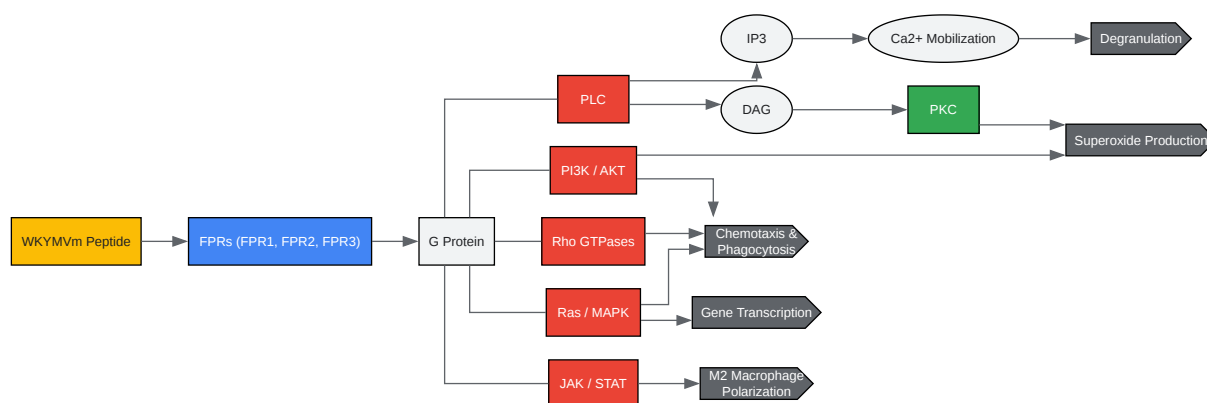 IP3
Ca2+ Mobilization
Degranulation
PLC
DAG
PKC
Superoxide Production
PI3K / AKT
WKYMVm Peptide
FPRs (FPR1, FPR2, FPR3)
G Protein
Rho GTPases
Chemotaxis &
Phagocytosis
Ras / MAPK
Gene Transcription
JAK / STAT
M2 Macrophage
Polarization